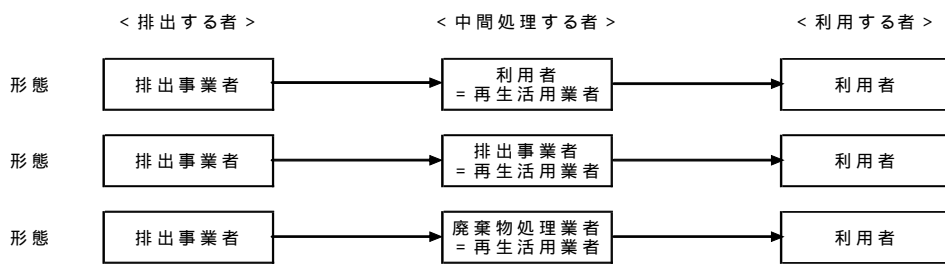 ＜排出する者＞ ＜中間処理する者＞ ＜利用する者＞
形態 排出事業者 利用者 利用者
＝再生活用業者
形態 排出事業者 排出事業者 利用者
＝再生活用業者
形態 排出事業者 廃棄物処理業者 利用者
＝再生活用業者